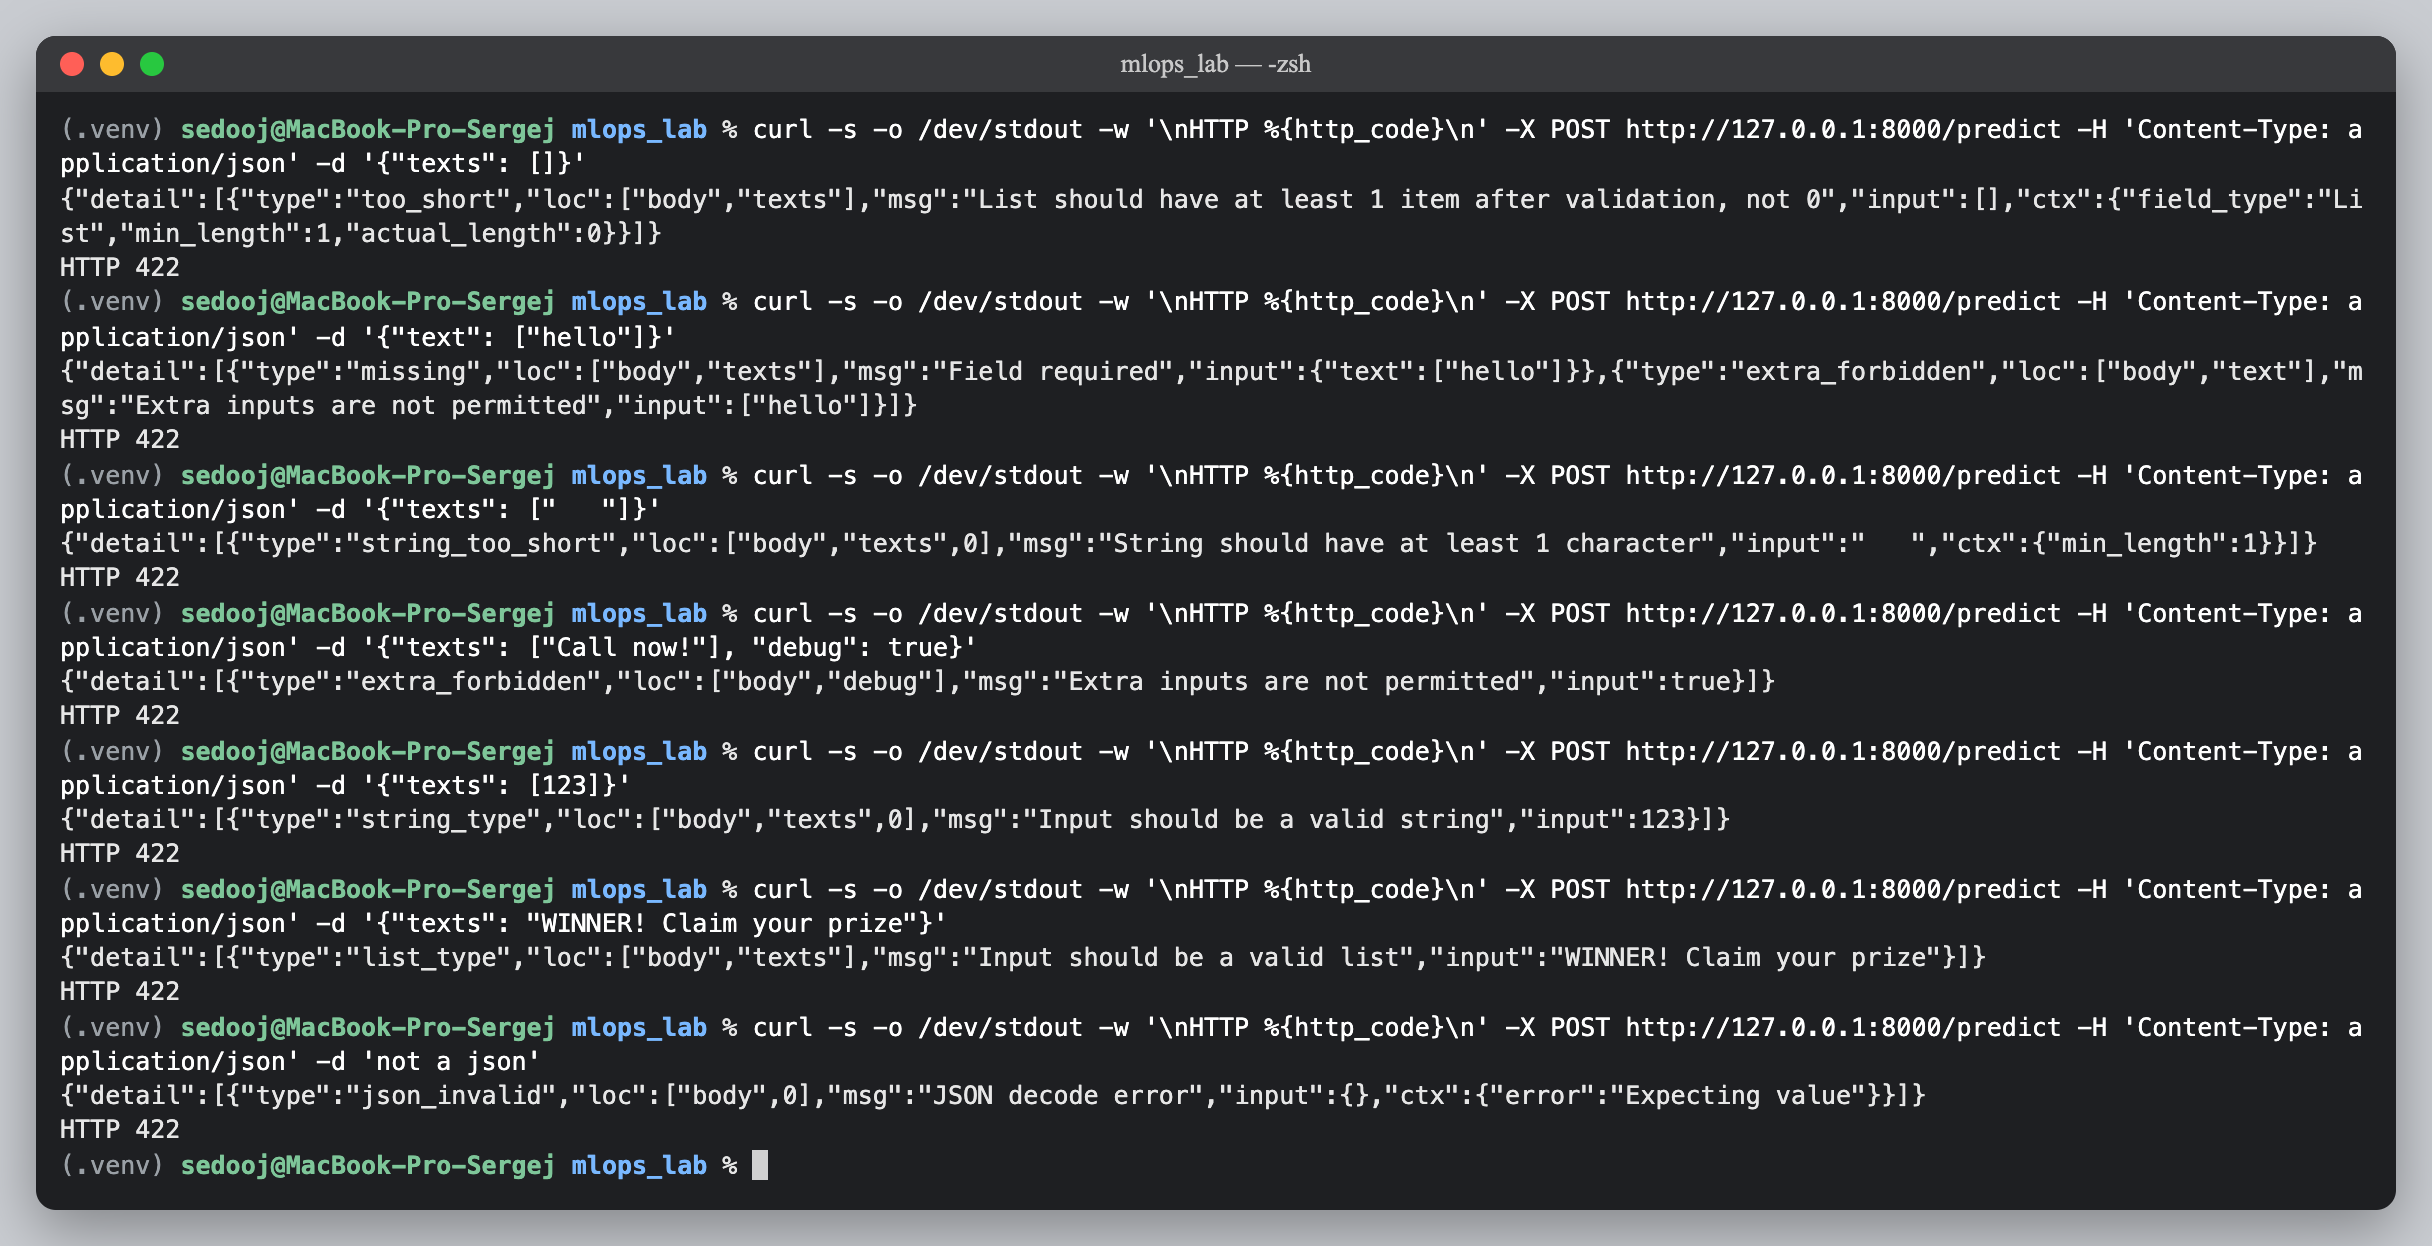 mlops_lab — -zsh
(.venv) sedooj@MacBook-Pro-Sergej mlops_lab % curl -s -o /dev/stdout -w '\nHTTP %{http_code}\n' -X POST http://127.0.0.1:8000/predict -H 'Content-Type: a
pplication/json' -d '{"texts": []}'
{"detail":[{"type":"too_short","loc":["body","texts"],"msg":"List should have at least 1 item after validation, not 0","input":[],"ctx":{"field_type":"Li
st","min_length":1,"actual_length":0}}]}
HTTP 422
(.venv) sedooj@MacBook-Pro-Sergej mlops_lab % curl -s -o /dev/stdout -w '\nHTTP %{http_code}\n' -X POST http://127.0.0.1:8000/predict -H 'Content-Type: a
pplication/json' -d '{"text": ["hello"]}'
{"detail":[{"type":"missing","loc":["body","texts"],"msg":"Field required","input":{"text":["hello"]}},{"type":"extra_forbidden","loc":["body","text"],"m
sg":"Extra inputs are not permitted","input":["hello"]}]}
HTTP 422
(.venv) sedooj@MacBook-Pro-Sergej mlops_lab % curl -s -o /dev/stdout -w '\nHTTP %{http_code}\n' -X POST http://127.0.0.1:8000/predict -H 'Content-Type: a
pplication/json' -d '{"texts": ["   "]}'
{"detail":[{"type":"string_too_short","loc":["body","texts",0],"msg":"String should have at least 1 character","input":"   ","ctx":{"min_length":1}}]}
HTTP 422
(.venv) sedooj@MacBook-Pro-Sergej mlops_lab % curl -s -o /dev/stdout -w '\nHTTP %{http_code}\n' -X POST http://127.0.0.1:8000/predict -H 'Content-Type: a
pplication/json' -d '{"texts": ["Call now!"], "debug": true}'
{"detail":[{"type":"extra_forbidden","loc":["body","debug"],"msg":"Extra inputs are not permitted","input":true}]}
HTTP 422
(.venv) sedooj@MacBook-Pro-Sergej mlops_lab % curl -s -o /dev/stdout -w '\nHTTP %{http_code}\n' -X POST http://127.0.0.1:8000/predict -H 'Content-Type: a
pplication/json' -d '{"texts": [123]}'
{"detail":[{"type":"string_type","loc":["body","texts",0],"msg":"Input should be a valid string","input":123}]}
HTTP 422
(.venv) sedooj@MacBook-Pro-Sergej mlops_lab % curl -s -o /dev/stdout -w '\nHTTP %{http_code}\n' -X POST http://127.0.0.1:8000/predict -H 'Content-Type: a
pplication/json' -d '{"texts": "WINNER! Claim your prize"}'
{"detail":[{"type":"list_type","loc":["body","texts"],"msg":"Input should be a valid list","input":"WINNER! Claim your prize"}]}
HTTP 422
(.venv) sedooj@MacBook-Pro-Sergej mlops_lab % curl -s -o /dev/stdout -w '\nHTTP %{http_code}\n' -X POST http://127.0.0.1:8000/predict -H 'Content-Type: a
pplication/json' -d 'not a json'
{"detail":[{"type":"json_invalid","loc":["body",0],"msg":"JSON decode error","input":{},"ctx":{"error":"Expecting value"}}]}
HTTP 422
(.venv) sedooj@MacBook-Pro-Sergej mlops_lab %